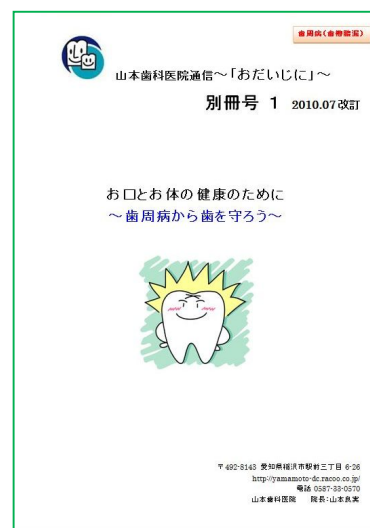 歯周病(歯槽膿漏)
山本歯科医院通信～「おだいじに」～
別冊号 1 2010.07改訂
お口とお体の健康のために
～歯周病から歯を守ろう～
〒492-8143 愛知県稲沢市駅前三丁目 6-26
http://yamamoto-dc.racoo.co.jp/
電話 0587-33-0570
山本歯科医院 院長:山本良実